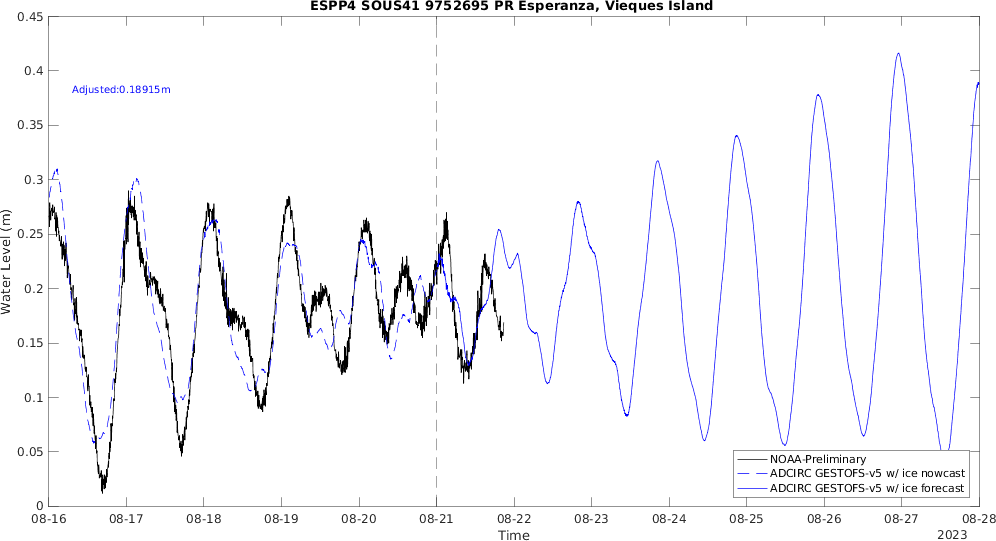 ESPP4 SOUS41 9752695 PR Esperanza, Vieques Island
0.45
0.4
0.35
0.3
0.25
0.2
0.15
0.1
0.05
0
Water Level (m)
Adjusted:0.18915m
NOAA-Preliminary
ADCIRC GESTOFS-v5 w/ ice nowcast
ADCIRC GESTOFS-v5 w/ ice forecast
08-16 08-17 08-18 08-19 08-20 08-21 08-22 08-23 08-24 08-25 08-26 08-27 08-28
Time
2023